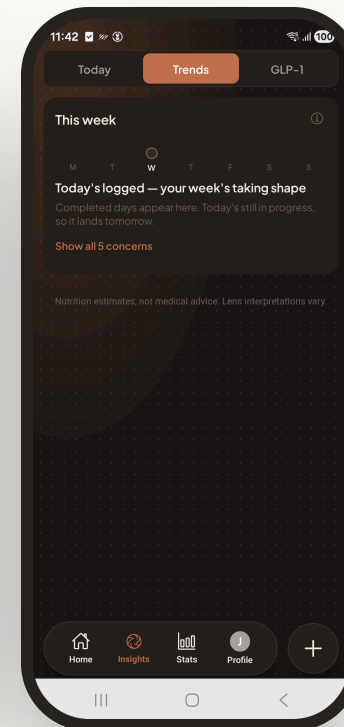 11:42
100
Today Trends GLP-1
This week
M T W T F S S
Today's logged — your week's taking shape
Completed days appear here. Today's still in progress,
so it lands tomorrow.
Show all 5 concerns
Nutrition estimates, not medical advice. Lens interpretations vary.
J
Home Insights Stats Profile